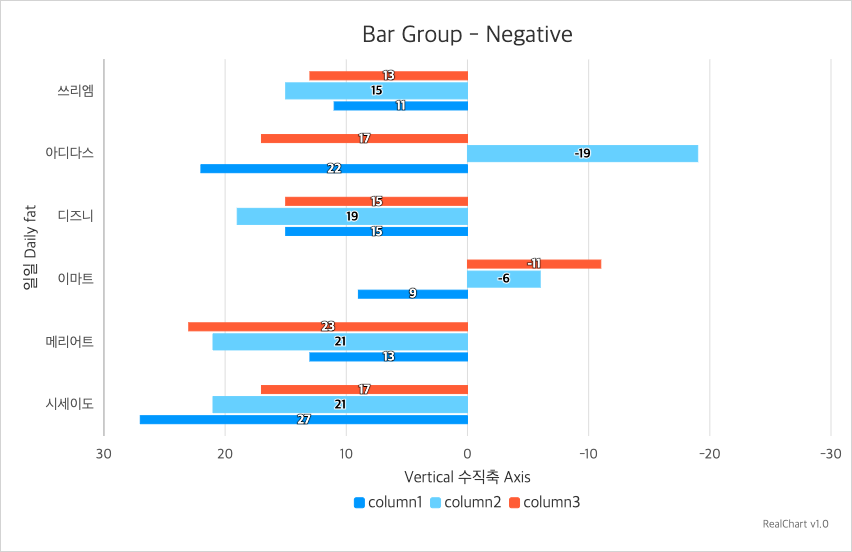 Bar Group - Negative
쓰리엠
13
15
11
아디다스
17
-19
22
디즈니
15
19
15
이마트
-11
-6
9
메리어트
23
21
13
시세이도
17
21
27
일일 Daily fat
30 20 10 0 -10 -20 -30
Vertical 수직축 Axis
column1 column2 column3
RealChart v1.0